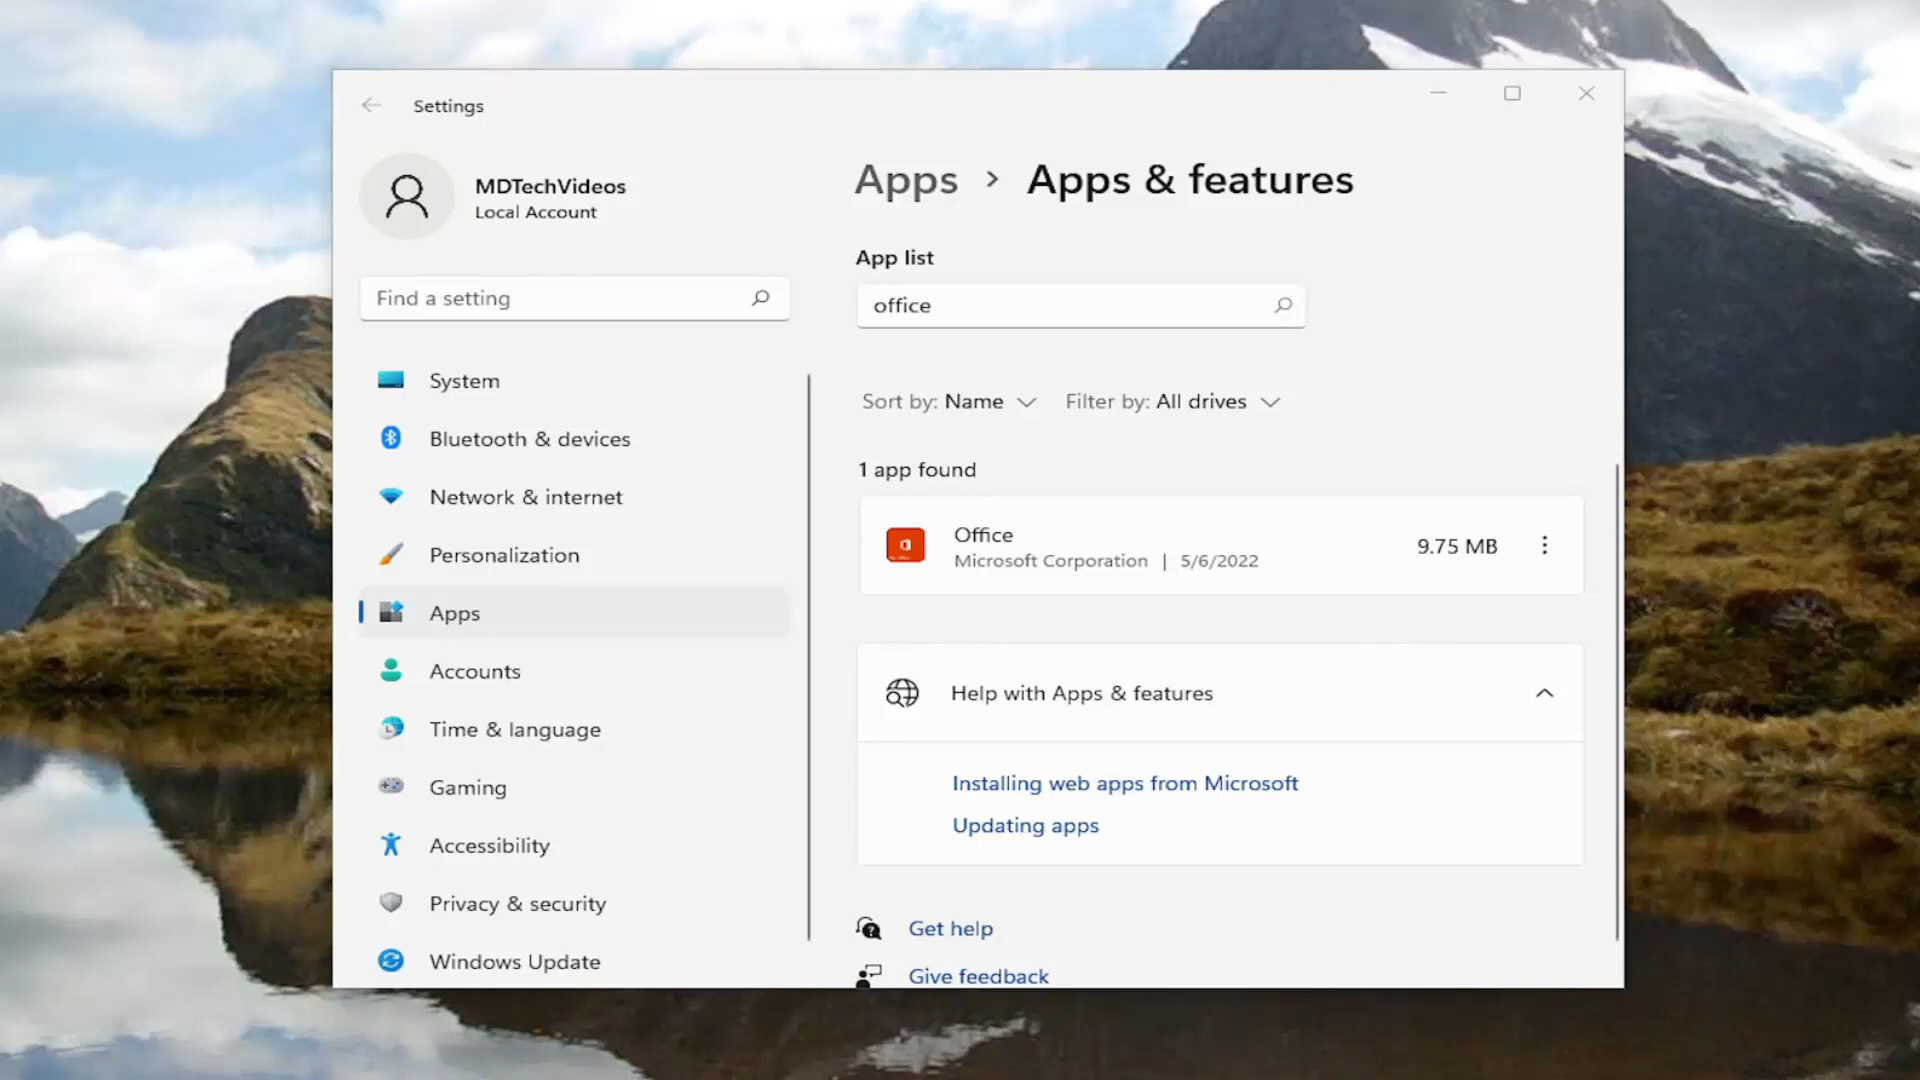 Settings
MDTechVideos
Local Account
Find a setting
System
Bluetooth & devices
Network & internet
Personalization
Apps
Accounts
Time & language
Gaming
Accessibility
Privacy & security
Windows Update
Apps > Apps & features
App list
office
Sort by: Name Filter by: All drives
1 app found
Office
Microsoft Corporation | 5/6/2022
9.75 MB
Help with Apps & features
Installing web apps from Microsoft
Updating apps
Get help
Give feedback